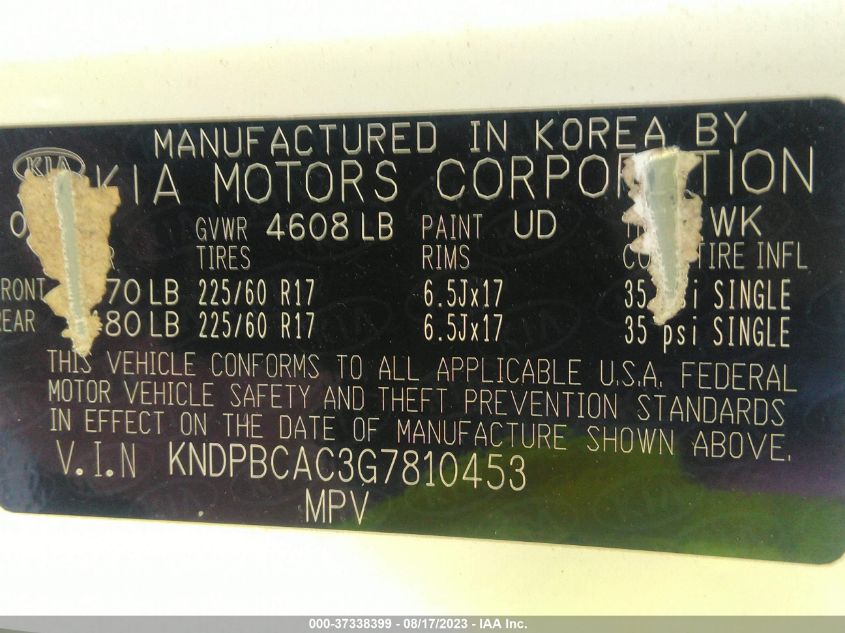 MANUFACTURED IN KOREA BY
KIA
KIA MOTORS CORPORATION
GVWR 4608 LB PAINT UD WK
TIRES RIMS TIRE INFL
FRONT 70 LB 225/60 R17 6.5Jx17 35 psi SINGLE
REAR 480 LB 225/60 R17 6.5Jx17 35 psi SINGLE
THIS VEHICLE CONFORMS TO ALL APPLICABLE U.S.A. FEDERAL
MOTOR VEHICLE SAFETY AND THEFT PREVENTION STANDARDS
IN EFFECT ON THE DATE OF MANUFACTURE SHOWN ABOVE.
V.I.N KNDPBCAC3G7810453
MPV
000-37338399 - 08/17/2023 - IAA Inc.